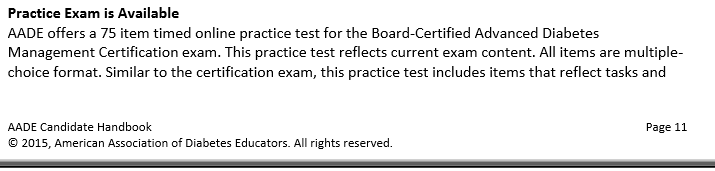 Practice Exam is Available
AADE offers a 75 item timed online practice test for the Board-Certified Advanced Diabetes
Management Certification exam. This practice test reflects current exam content. All items are multiple-
choice format. Similar to the certification exam, this practice test includes items that reflect tasks and
AADE Candidate Handbook Page 11
© 2015, American Association of Diabetes Educators. All rights reserved.